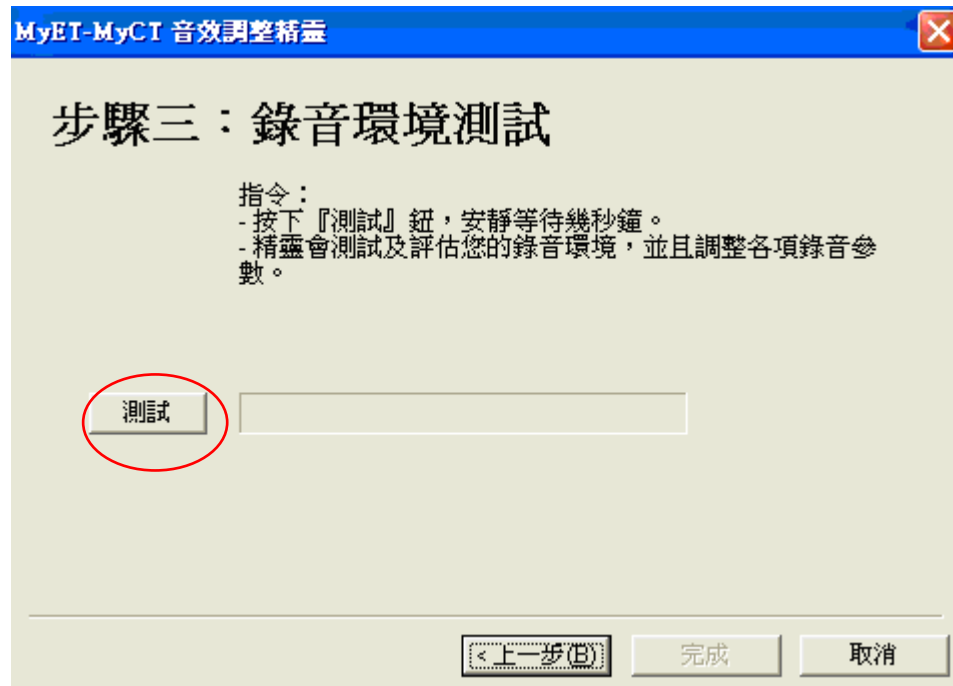 MyET-MyCT 音效調整精靈
步驟三：錄音環境測試
指令：
- 按下『測試』鈕，安靜等待幾秒鐘。
- 精靈會測試及評估您的錄音環境，並且調整各項錄音參
數。
測試
< 上一步(B)
完成
取消